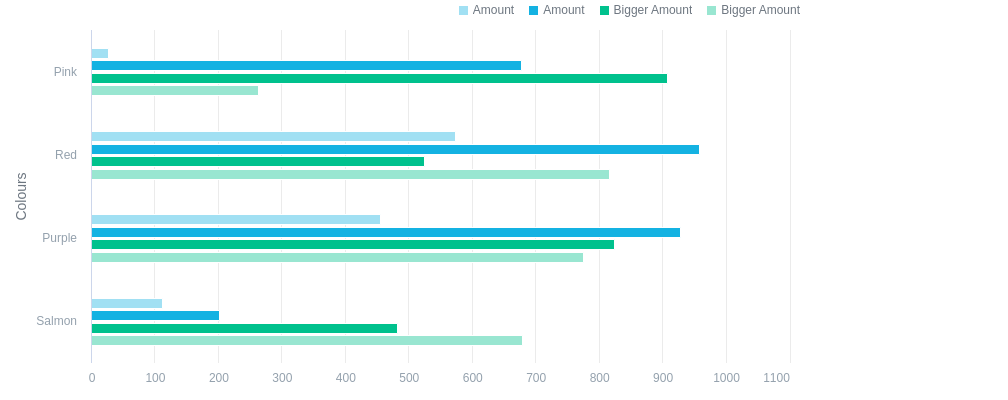 Amount Amount Bigger Amount Bigger Amount
Pink
Red
Colours
Purple
Salmon
0 100 200 300 400 500 600 700 800 900 1000 1100